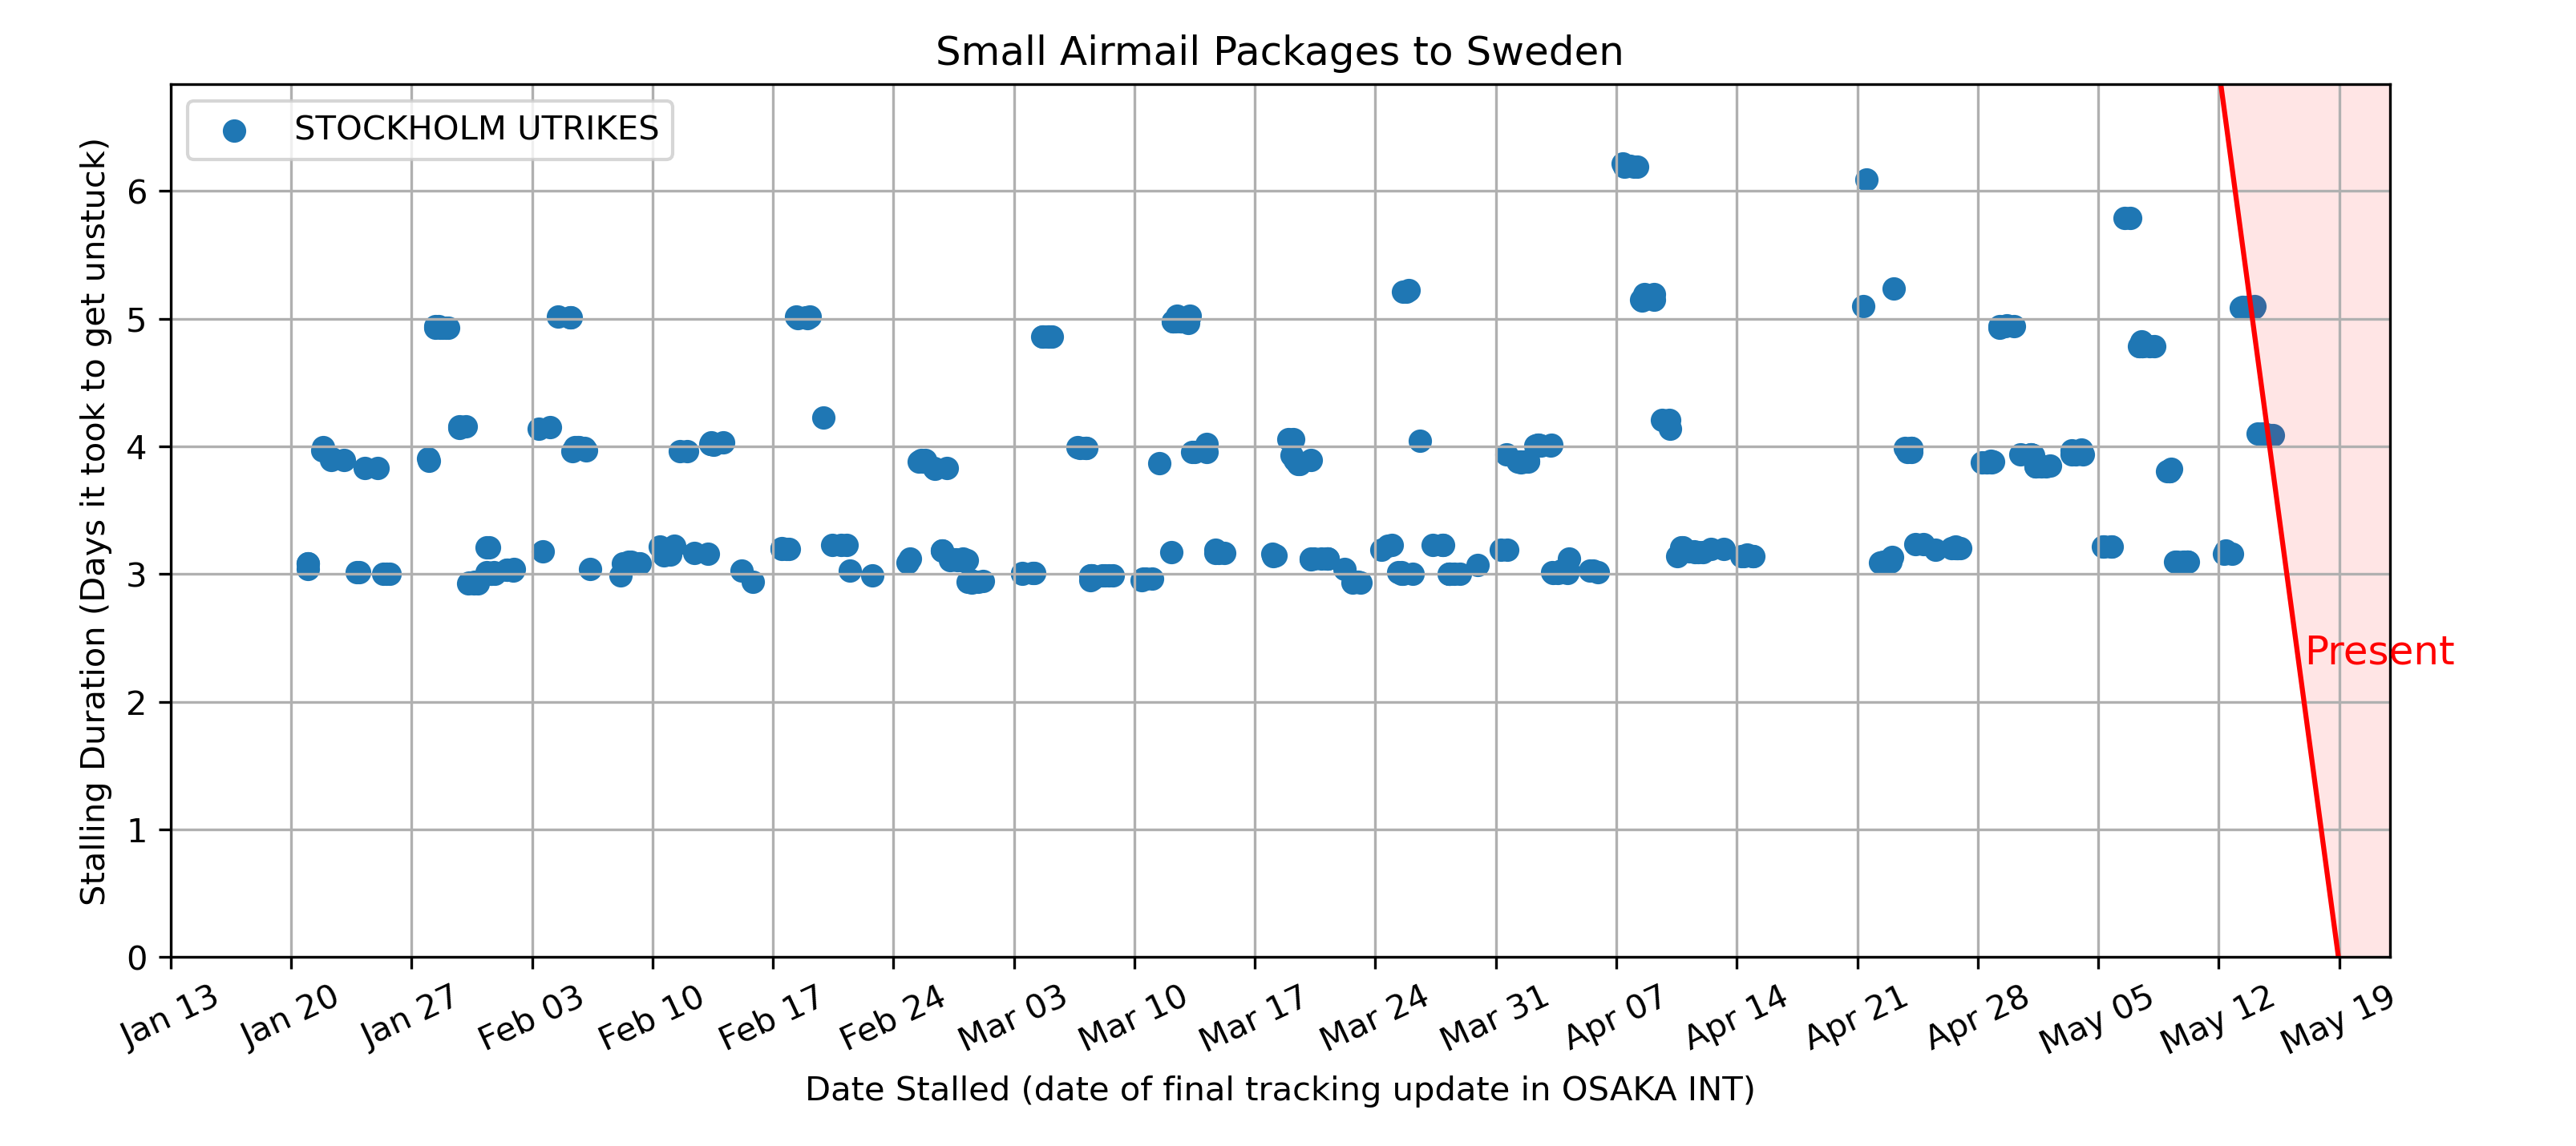 Small Airmail Packages to Sweden
STOCKHOLM UTRIKES
Stalling Duration (Days it took to get unstuck)
6
5
4
3
2
1
0
Present
Jan 13
Jan 20
Jan 27
Feb 03
Feb 10
Feb 17
Feb 24
Mar 03
Mar 10
Mar 17
Mar 24
Mar 31
Apr 07
Apr 14
Apr 21
Apr 28
May 05
May 12
May 19
Date Stalled (date of final tracking update in OSAKA INT)